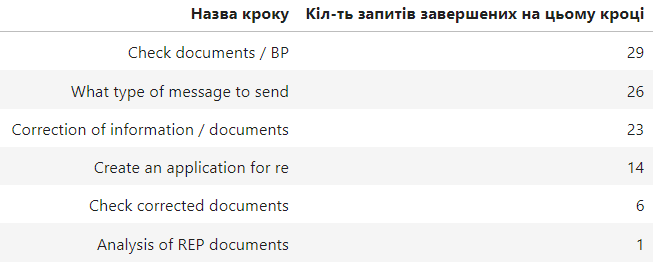 Назва кроку Кіл-ть запитів завершених на цьому кроці
Check documents / BP 29
What type of message to send 26
Correction of information / documents 23
Create an application for re 14
Check corrected documents 6
Analysis of REP documents 1